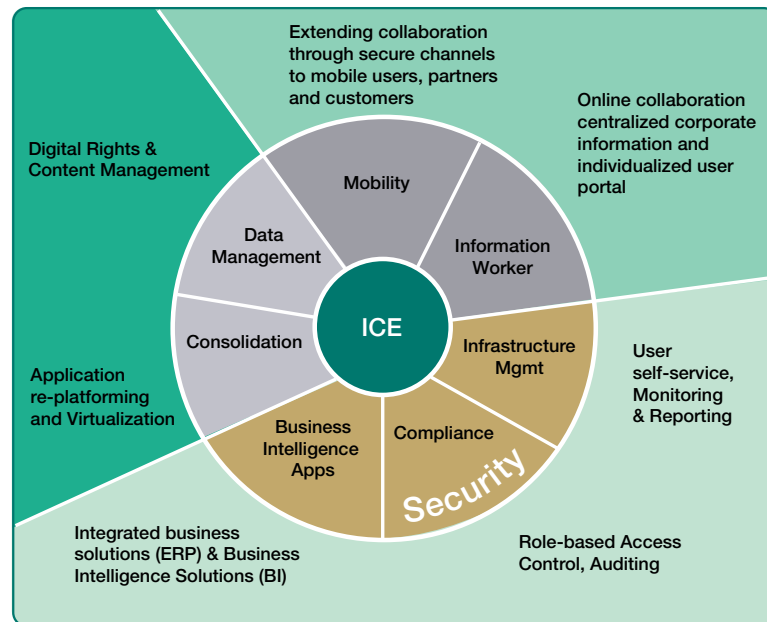 Extending collaboration
through secure channels
to mobile users, partners
and customers
Online collaboration
centralized corporate
information and
individualized user
portal
Digital Rights &
Content Management
Mobility
Data
Management
Information
Worker
ICE
Consolidation
Infrastructure
Mgmt
User
self-service,
Monitoring
& Reporting
Application
re-platforming
and Virtualization
Business
Intelligence
Apps
Compliance
Security
Integrated business
solutions (ERP) & Business
Intelligence Solutions (BI)
Role-based Access
Control, Auditing